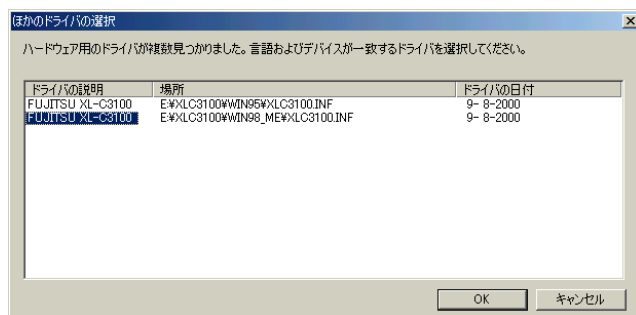 ほかのドライバの選択
ハードウェア用のドライバが複数見つかりました。言語およびデバイスが一致するドライバを選択してください。
ドライバの説明 場所 ドライバの日付
FUJITSU XL-C3100 E:¥XLC3100¥WIN95¥XLC3100.INF 9- 8-2000
FUJITSU XL-C3100 E:¥XLC3100¥WIN98_ME¥XLC3100.INF 9- 8-2000
OK キャンセル